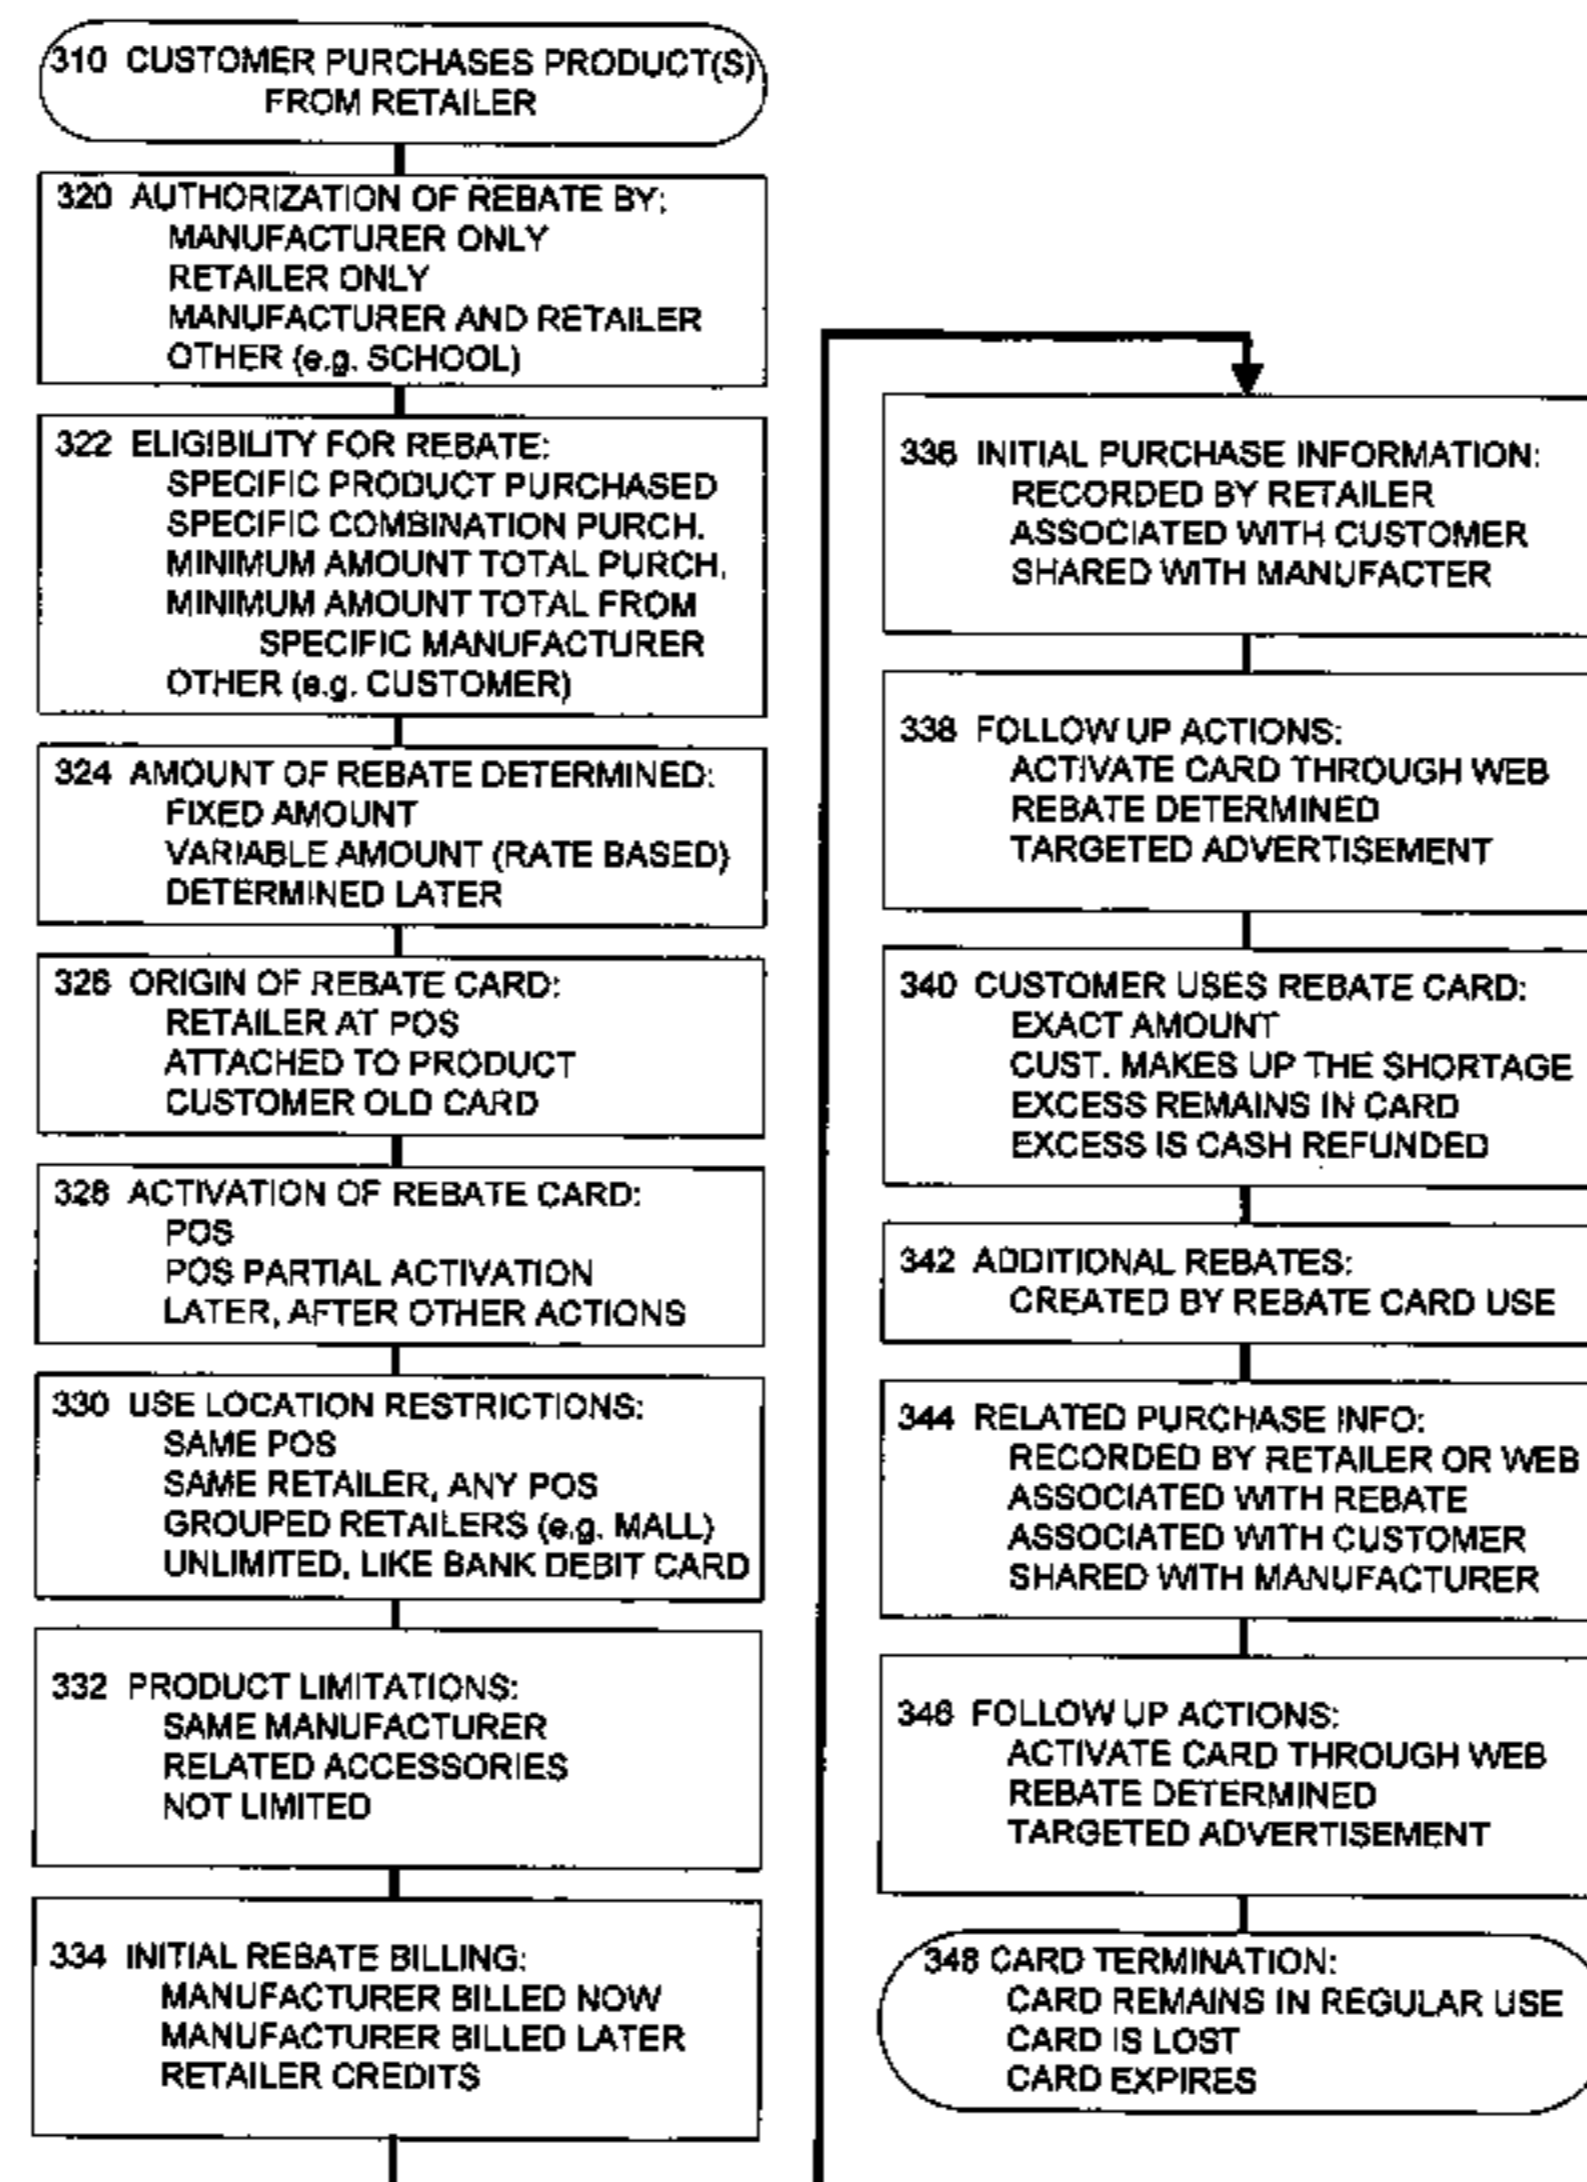 310 CUSTOMER PURCHASES PRODUCT(S)
FROM RETAILER
320 AUTHORIZATION OF REBATE BY:
MANUFACTURER ONLY
RETAILER ONLY
MANUFACTURER AND RETAILER
OTHER (e.g. SCHOOL)
322 ELIGIBILITY FOR REBATE:
SPECIFIC PRODUCT PURCHASED
SPECIFIC COMBINATION PURCH.
MINIMUM AMOUNT TOTAL PURCH.
MINIMUM AMOUNT TOTAL FROM
SPECIFIC MANUFACTURER
OTHER (e.g. CUSTOMER)
324 AMOUNT OF REBATE DETERMINED:
FIXED AMOUNT
VARIABLE AMOUNT (RATE BASED)
DETERMINED LATER
326 ORIGIN OF REBATE CARD:
RETAILER AT POS
ATTACHED TO PRODUCT
CUSTOMER OLD CARD
328 ACTIVATION OF REBATE CARD:
POS
POS PARTIAL ACTIVATION
LATER, AFTER OTHER ACTIONS
330 USE LOCATION RESTRICTIONS:
SAME POS
SAME RETAILER, ANY POS
GROUPED RETAILERS (e.g. MALL)
UNLIMITED, LIKE BANK DEBIT CARD
332 PRODUCT LIMITATIONS:
SAME MANUFACTURER
RELATED ACCESSORIES
NOT LIMITED
334 INITIAL REBATE BILLING:
MANUFACTURER BILLED NOW
MANUFACTURER BILLED LATER
RETAILER CREDITS
336 INITIAL PURCHASE INFORMATION:
RECORDED BY RETAILER
ASSOCIATED WITH CUSTOMER
SHARED WITH MANUFACTER
338 FOLLOW UP ACTIONS:
ACTIVATE CARD THROUGH WEB
REBATE DETERMINED
TARGETED ADVERTISEMENT
340 CUSTOMER USES REBATE CARD:
EXACT AMOUNT
CUST. MAKES UP THE SHORTAGE
EXCESS REMAINS IN CARD
EXCESS IS CASH REFUNDED
342 ADDITIONAL REBATES:
CREATED BY REBATE CARD USE
344 RELATED PURCHASE INFO:
RECORDED BY RETAILER OR WEB
ASSOCIATED WITH REBATE
ASSOCIATED WITH CUSTOMER
SHARED WITH MANUFACTURER
346 FOLLOW UP ACTIONS:
ACTIVATE CARD THROUGH WEB
REBATE DETERMINED
TARGETED ADVERTISEMENT
348 CARD TERMINATION:
CARD REMAINS IN REGULAR USE
CARD IS LOST
CARD EXPIRES